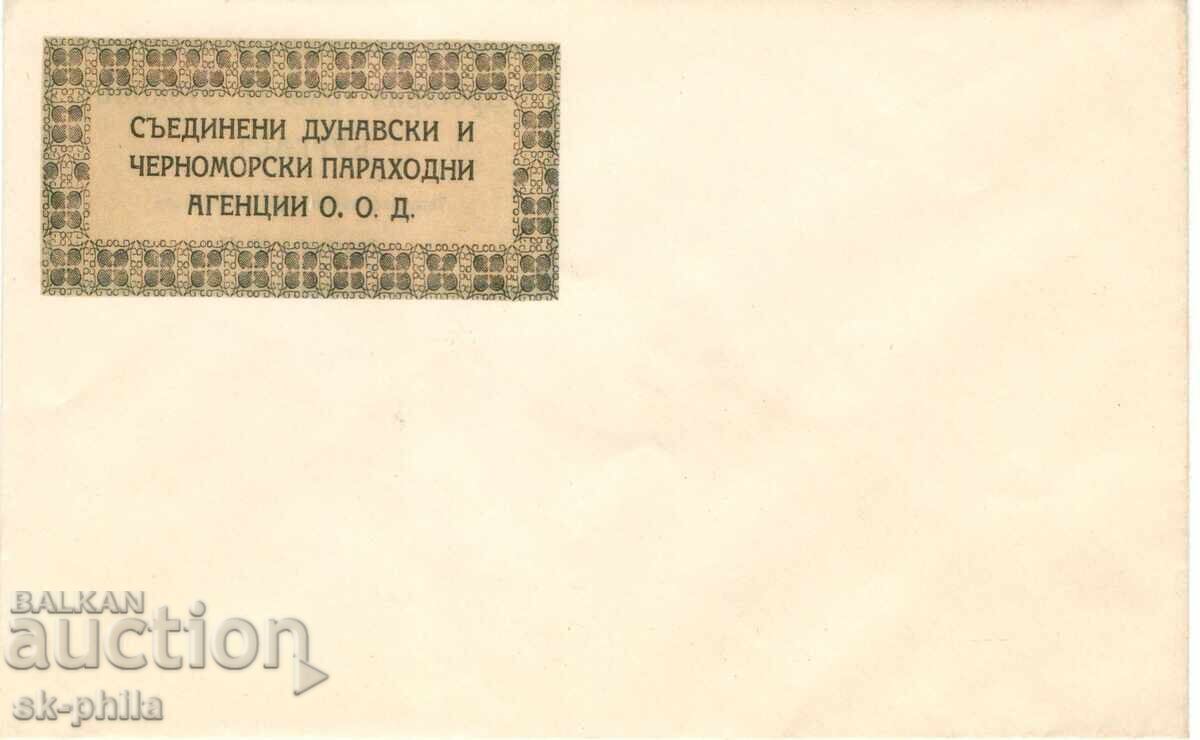 СЪЕДИНЕНИ ДУНАВСКИ И
ЧЕРНОМОРСКИ ПАРАХОДНИ
АГЕНЦИИ О. О. Д.
BALKAN
auction
sk-phila